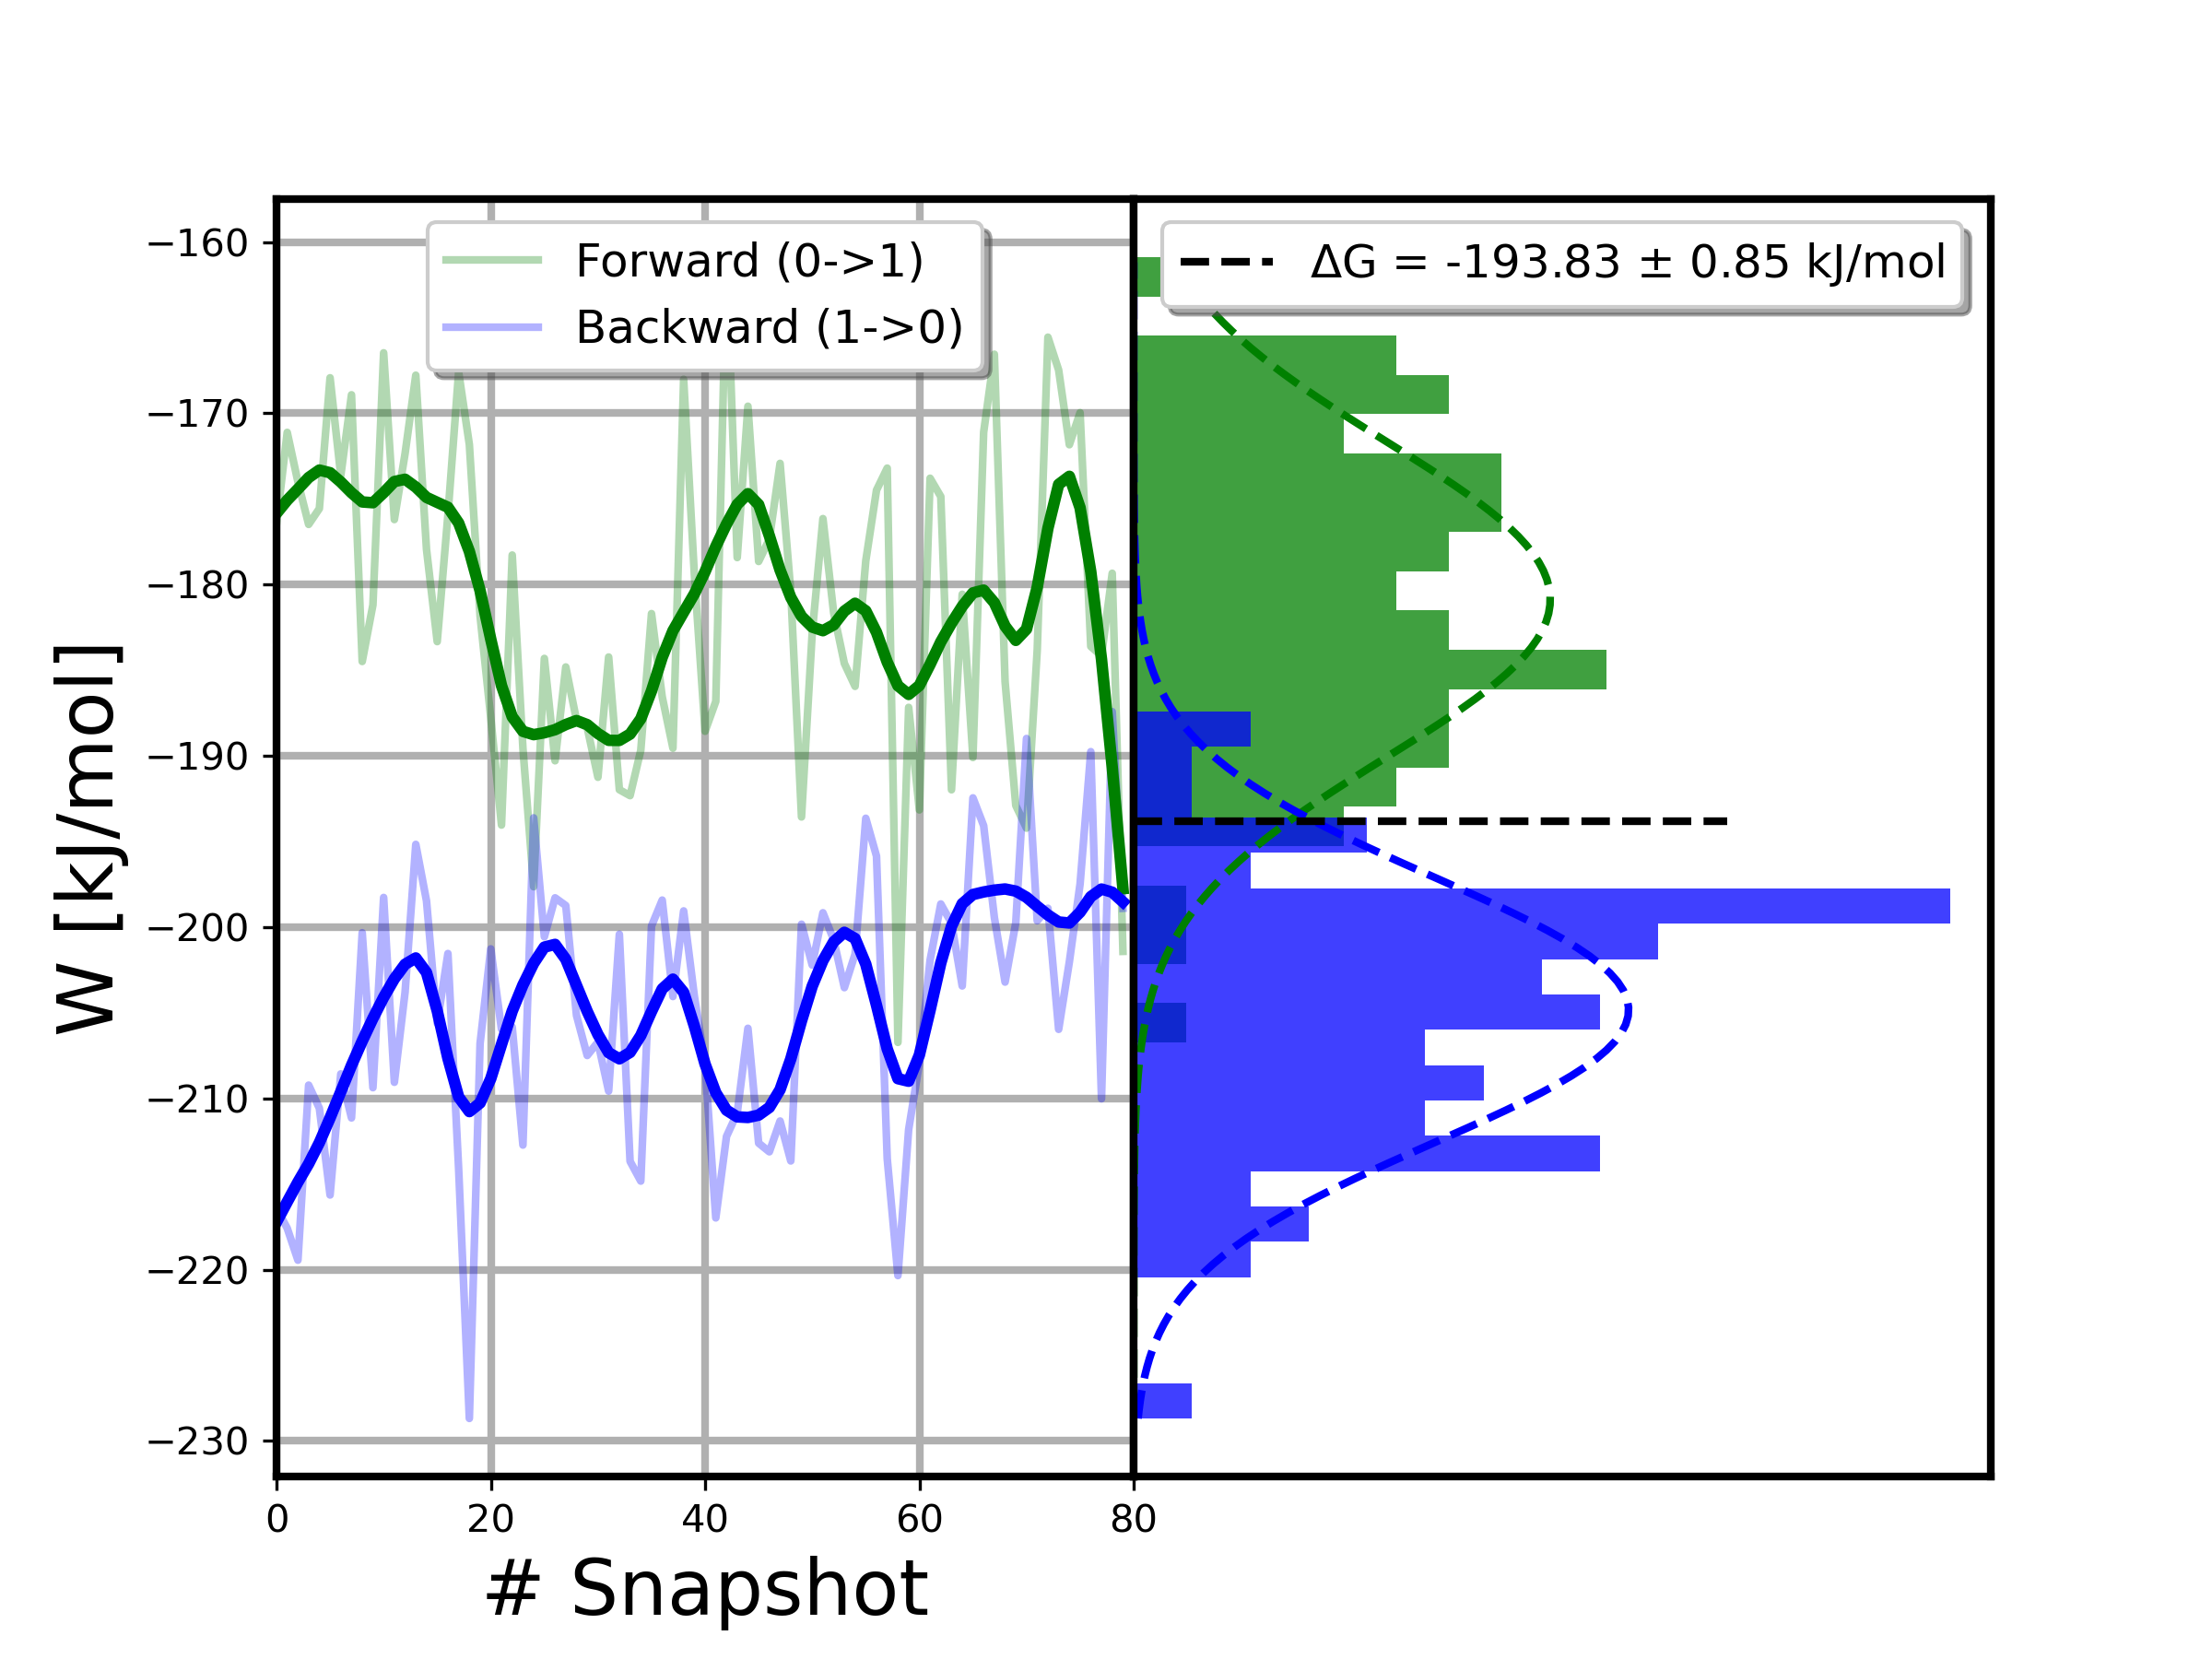 Forward (0->1)
Backward (1->0)
ΔG = -193.83 ± 0.85 kJ/mol
W [kJ/mol]
−160
−170
−180
−190
−200
−210
−220
−230
0 20 40 60 80
# Snapshot